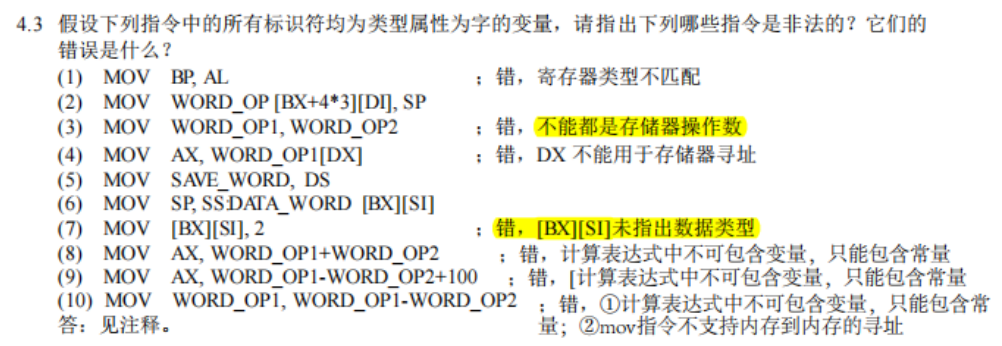 4.3 假设下列指令中的所有标识符均为类型属性为字的变量，请指出下列哪些指令是非法的？它们的
错误是什么？
(1) MOV BP, AL ；错，寄存器类型不匹配
(2) MOV WORD_OP [BX+4*3][DI], SP
(3) MOV WORD_OP1, WORD_OP2 ；错，不能都是存储器操作数
(4) MOV AX, WORD_OP1[DX] ；错，DX 不能用于存储器寻址
(5) MOV SAVE_WORD, DS
(6) MOV SP, SS:DATA_WORD [BX][SI]
(7) MOV [BX][SI], 2 ；错，[BX][SI]未指出数据类型
(8) MOV AX, WORD_OP1+WORD_OP2 ；错，计算表达式中不可包含变量，只能包含常量
(9) MOV AX, WORD_OP1-WORD_OP2+100 ；错，[计算表达式中不可包含变量，只能包含常量
(10) MOV WORD_OP1, WORD_OP1-WORD_OP2 ；错，①计算表达式中不可包含变量，只能包含常
答：见注释。 量；②mov指令不支持内存到内存的寻址